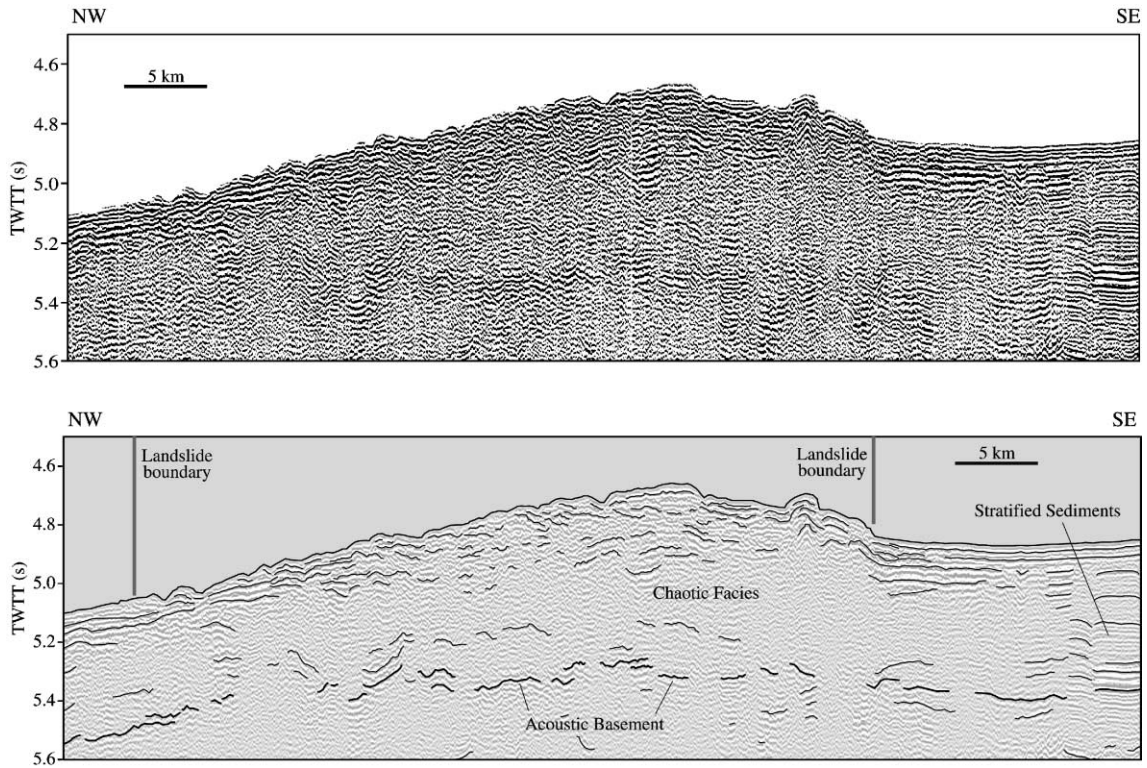 NW
SE
4.6
5 km
4.8
5.0
TWTT (s)
5.2
5.4
5.6
NW
SE
4.6
Landslide
boundary
Landslide
boundary
5 km
Stratified Sediments
4.8
5.0
TWTT (s)
Chaotic Facies
5.2
5.4
Acoustic Basement
5.6